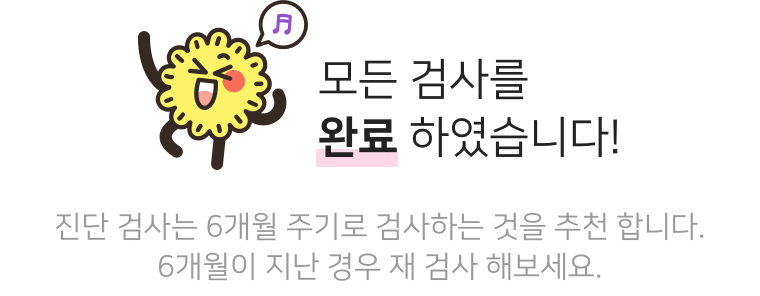 모든 검사를
완료 하였습니다!
진단 검사는 6개월 주기로 검사하는 것을 추천 합니다.
6개월이 지난 경우 재 검사 해보세요.